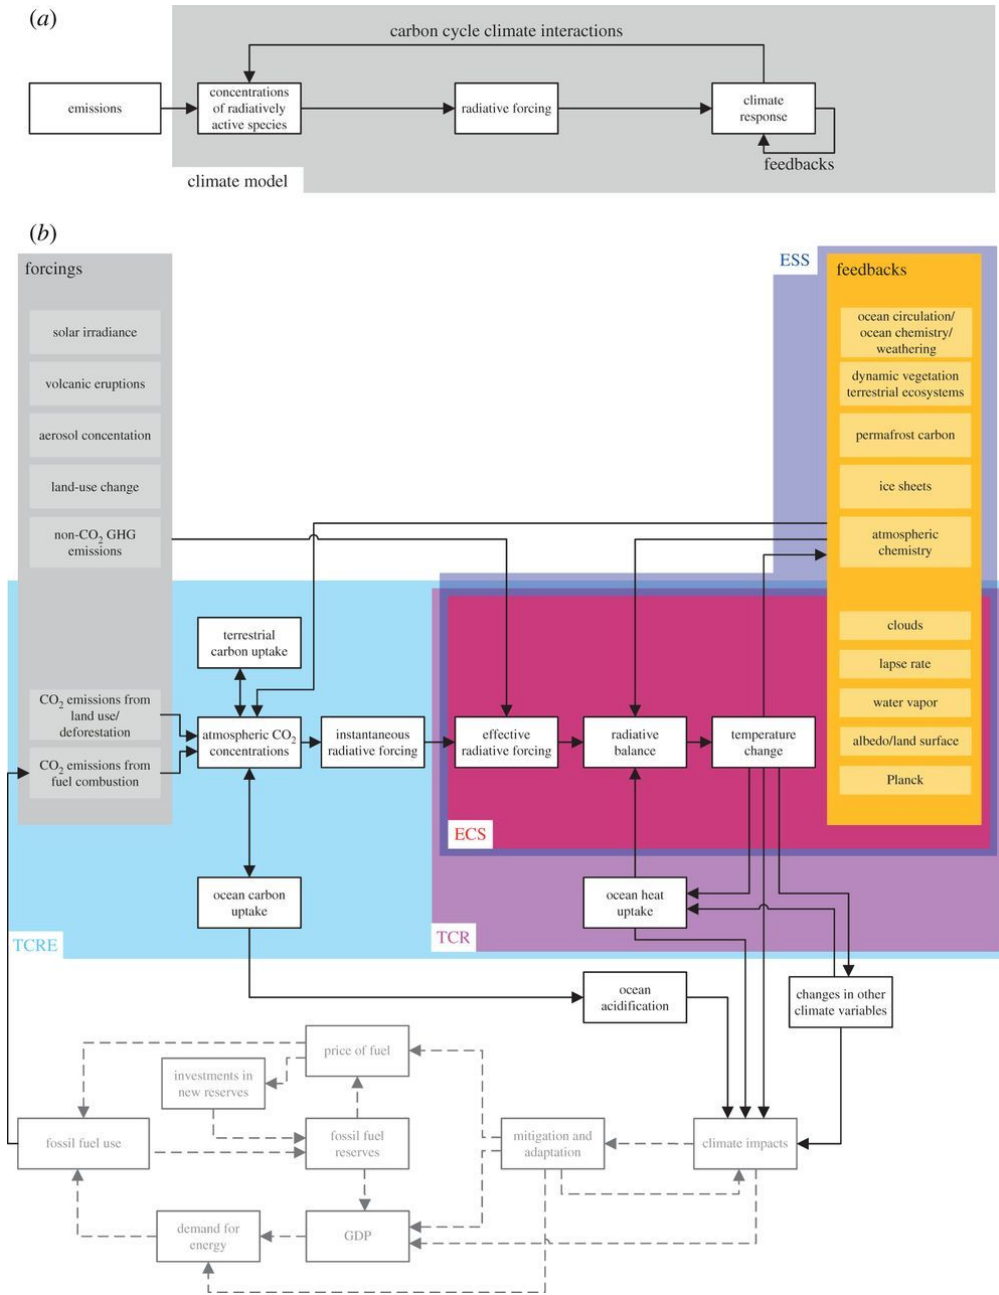 (a)
carbon cycle climate interactions
emissions
concentrations
of radiatively
active species
radiative forcing
climate
response
feedbacks
climate model
(b)
forcings
solar irradiance
volcanic eruptions
aerosol concentation
land-use change
non-CO₂ GHG
emissions
CO₂ emissions from
land use/
deforestation
CO₂ emissions from
fuel combustion
ESS
feedbacks
ocean circulation/
ocean chemistry/
weathering
dynamic vegetation
terrestrial ecosystems
permafrost carbon
ice sheets
atmospheric
chemistry
clouds
lapse rate
water vapor
albedo/land surface
Planck
terrestrial
carbon uptake
atmospheric CO₂
concentrations
instantaneous
radiative forcing
effective
radiative forcing
radiative
balance
temperature
change
ECS
ocean carbon
uptake
ocean heat
uptake
TCRE
TCR
ocean
acidification
changes in other
climate variables
price of fuel
investments in
new reserves
fossil fuel use
fossil fuel
reserves
mitigation and
adaptation
climate impacts
demand for
energy
GDP